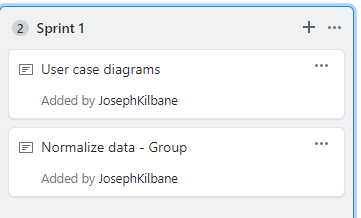 2 Sprint 1
User case diagrams
Added by JosephKilbane
Normalize data - Group
Added by JosephKilbane